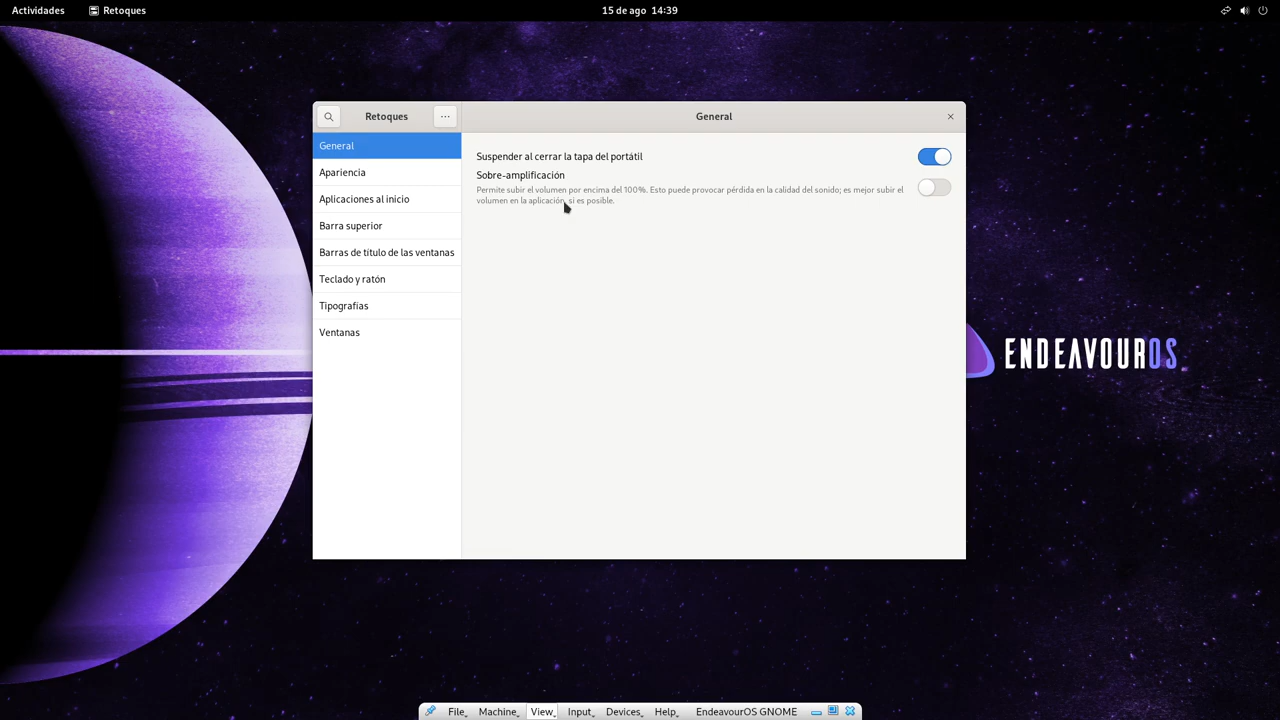 Actividades
Retoques
15 de ago 14:39
Retoques
...
General
General
Suspender al cerrar la tapa del portátil
Sobre-amplificación
Permite subir el volumen por encima del 100%. Esto puede provocar pérdida en la calidad del sonido; es mejor subir el
volumen en la aplicación, si es posible.
Apariencia
Aplicaciones al inicio
Barra superior
Barras de título de las ventanas
Teclado y ratón
Tipografías
Ventanas
ENDEAVOUROS
File
Machine
View
Input
Devices
Help
EndeavourOS GNOME